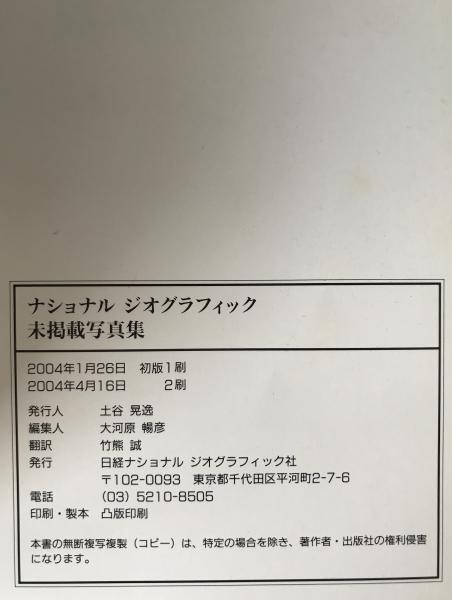 ナショナル ジオグラフィック
未掲載写真集
2004年1月26日 初版1刷
2004年4月16日 2刷
発行人 土谷 晃逸
編集人 大河原 暢彦
翻訳 竹熊 誠
発行 日経ナショナル ジオグラフィック社
〒102-0093 東京都千代田区平河町2-7-6
電話 (03) 5210-8505
印刷・製本 凸版印刷
本書の無断複写複製（コピー）は、特定の場合を除き、著作者・出版社の権利侵害
になります。